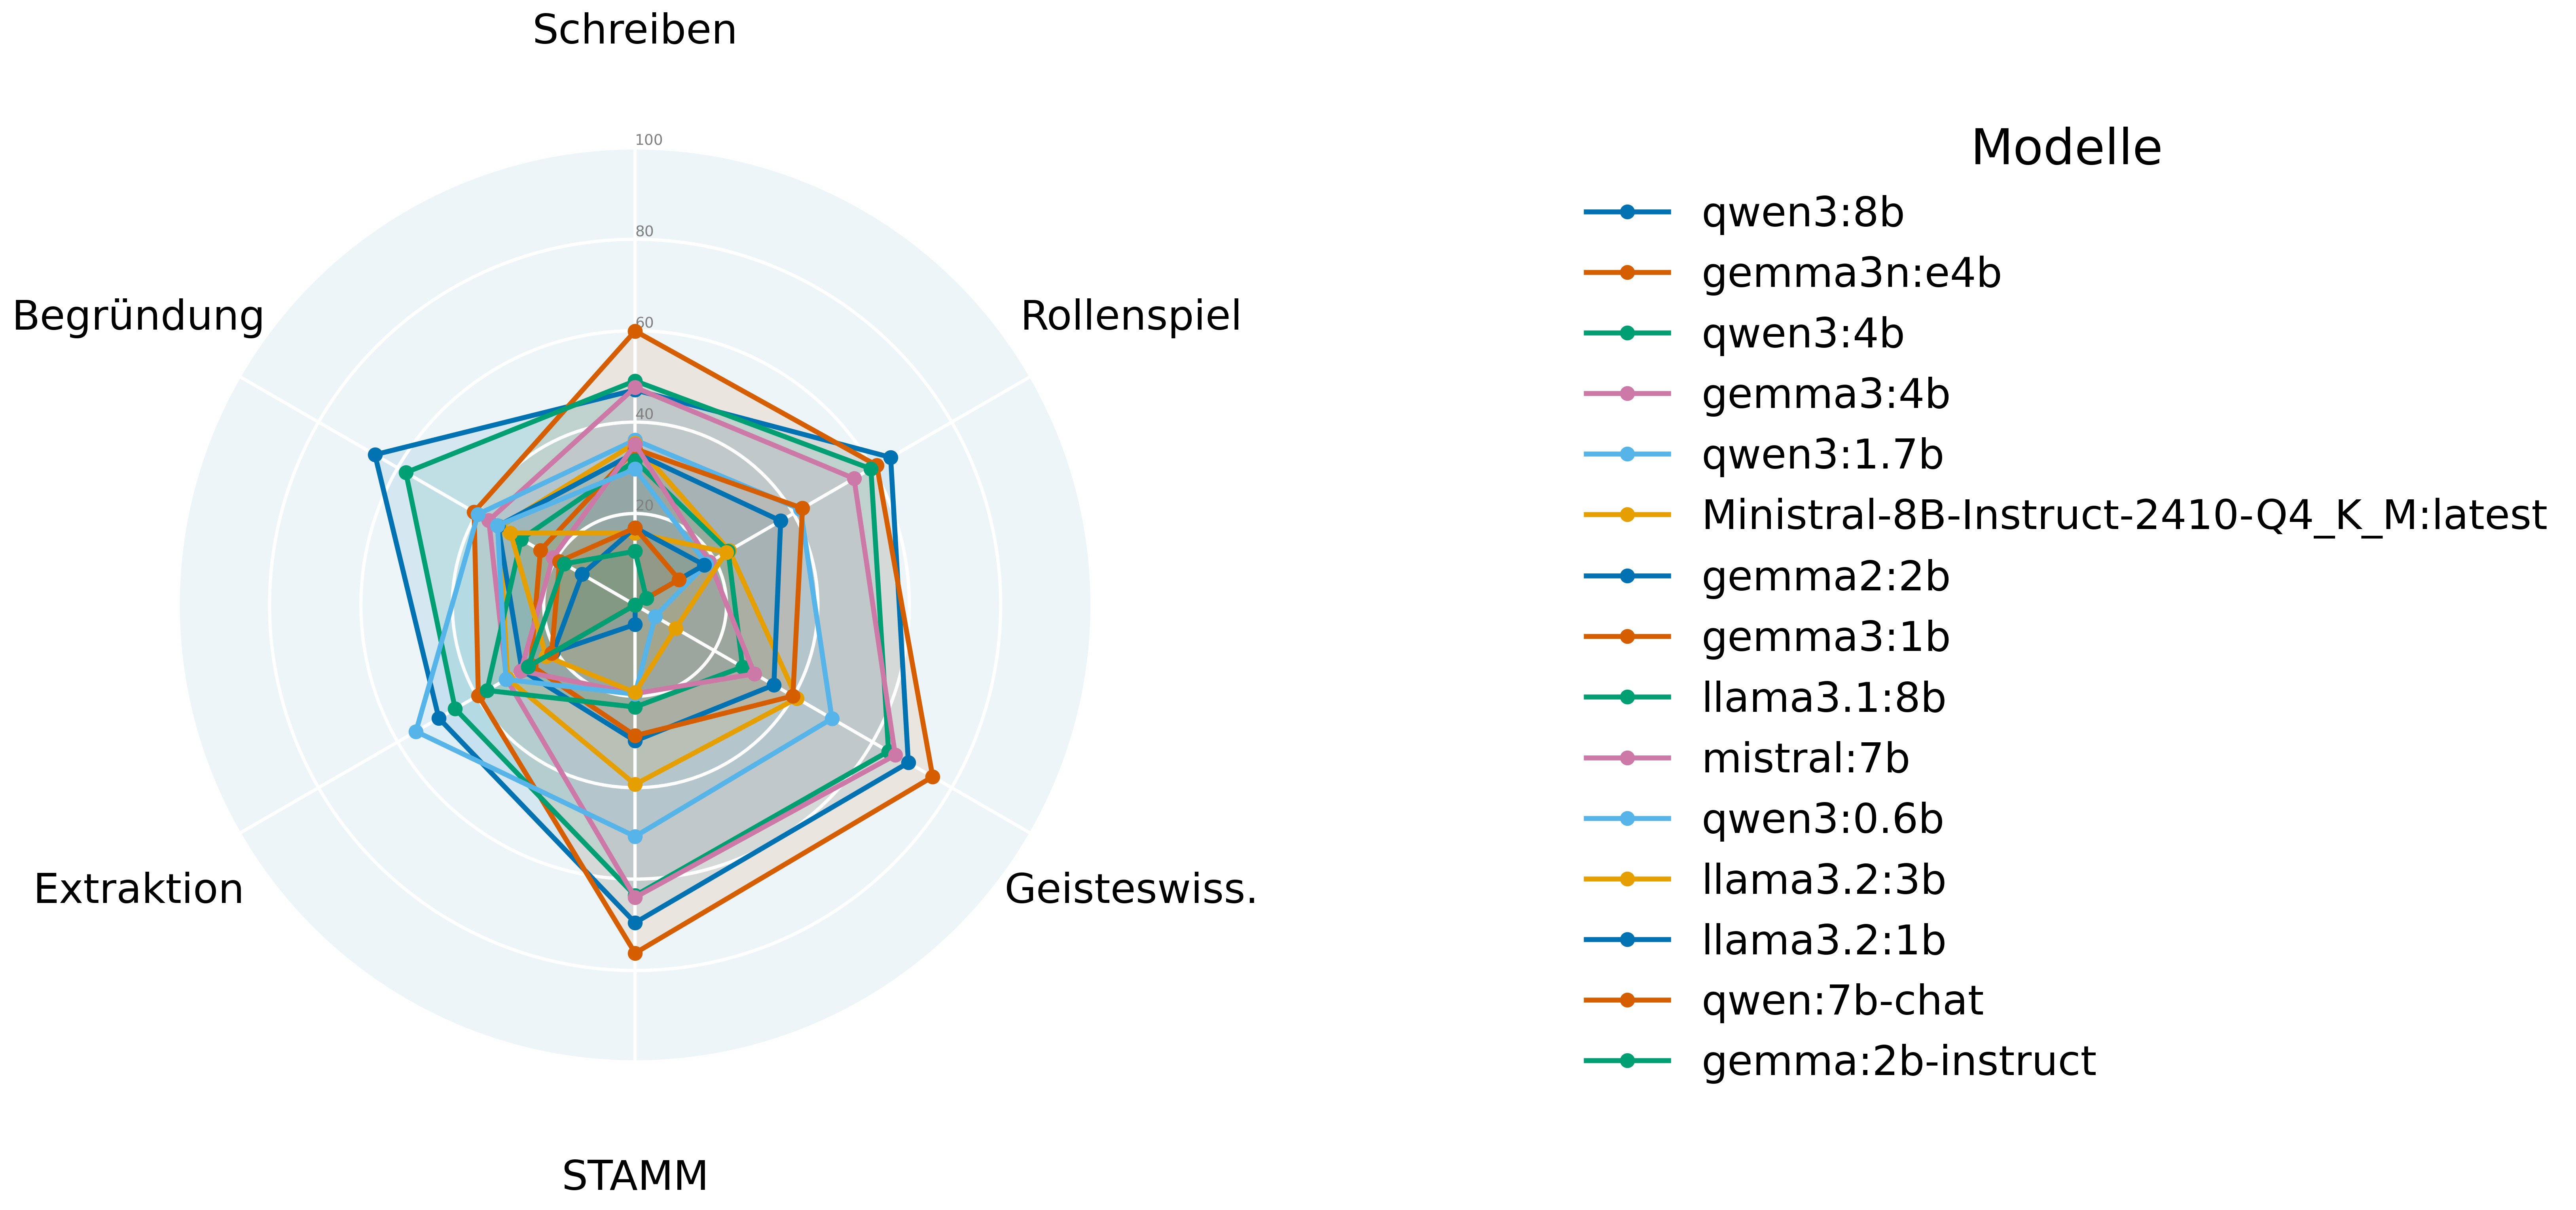 Schreiben
100
80
60
40
20
Begründung
Rollenspiel
Extraktion
Geisteswiss.
STAMM
Modelle
qwen3:8b
gemma3n:e4b
qwen3:4b
gemma3:4b
qwen3:1.7b
Ministral-8B-Instruct-2410-Q4_K_M:latest
gemma2:2b
gemma3:1b
llama3.1:8b
mistral:7b
qwen3:0.6b
llama3.2:3b
llama3.2:1b
qwen:7b-chat
gemma:2b-instruct